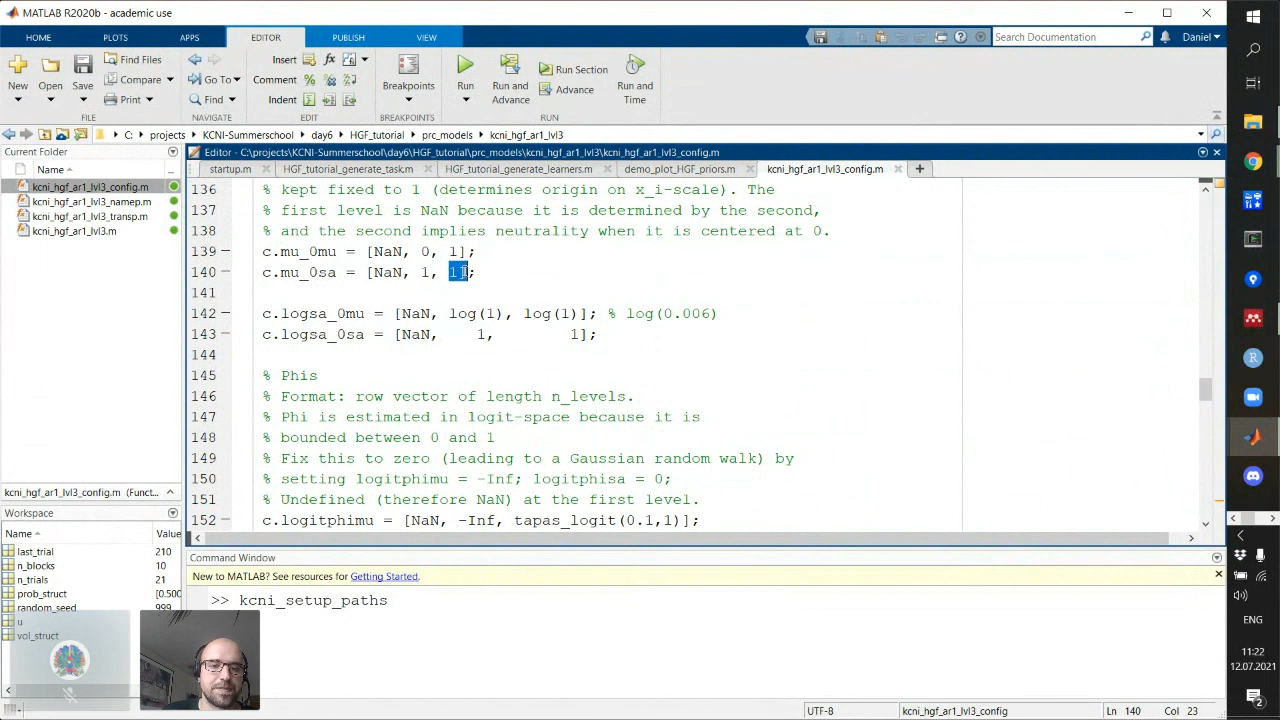 MATLAB R2020b - academic use
HOME PLOTS APPS EDITOR PUBLISH VIEW Search Documentation Daniel
New Open Save Find Files Compare Print Go To Find Insert Comment Indent Breakpoints Run Run and Advance Run Section Advance Run and Time
FILE NAVIGATE EDIT BREAKPOINTS RUN
C: projects KCNI-Summerschool day6 HGF_tutorial prc_models kcni_hgf_ar1_lvl3
Current Folder
Name
kcni_hgf_ar1_lvl3_config.m
kcni_hgf_ar1_lvl3_namep.m
kcni_hgf_ar1_lvl3_transp.m
kcni_hgf_ar1_lvl3.m
Editor - C:\projects\KCNI-Summerschool\day6\HGF_tutorial\prc_models\kcni_hgf_ar1_lvl3\kcni_hgf_ar1_lvl3_config.m
startup.m HGF_tutorial_generate_task.m HGF_tutorial_generate_learners.m demo_plot_HGF_priors.m kcni_hgf_ar1_lvl3_config.m
136 % kept fixed to 1 (determines origin on x_i-scale). The
137 % first level is NaN because it is determined by the second,
138 % and the second implies neutrality when it is centered at 0.
139 c.mu_0mu = [NaN, 0, 1];
140 c.mu_0sa = [NaN, 1, 1];
141
142 c.logsa_0mu = [NaN, log(1), log(1)]; % log(0.006)
143 c.logsa_0sa = [NaN, 1, 1];
144
145 % Phis
146 % Format: row vector of length n_levels.
147 % Phi is estimated in logit-space because it is
148 % bounded between 0 and 1
149 % Fix this to zero (leading to a Gaussian random walk) by
150 % setting logitphimu = -Inf; logitphisa = 0;
151 % Undefined (therefore NaN) at the first level.
152 c.logitphimu = [NaN, -Inf, tapas_logit(0.1,1)];
kcni_hgf_ar1_lvl3_config.m (Funct...
Workspace
Name Value
last_trial 210
n_blocks 10
n_trials 21
prob_struct [0.500
random_seed 999
u
vol_struct
Command Window
New to MATLAB? See resources for Getting Started.
>> kcni_setup_paths
UTF-8 kcni_hgf_ar1_lvl3_config Ln 140 Col 23
ENG
11:22
12.07.2021
2